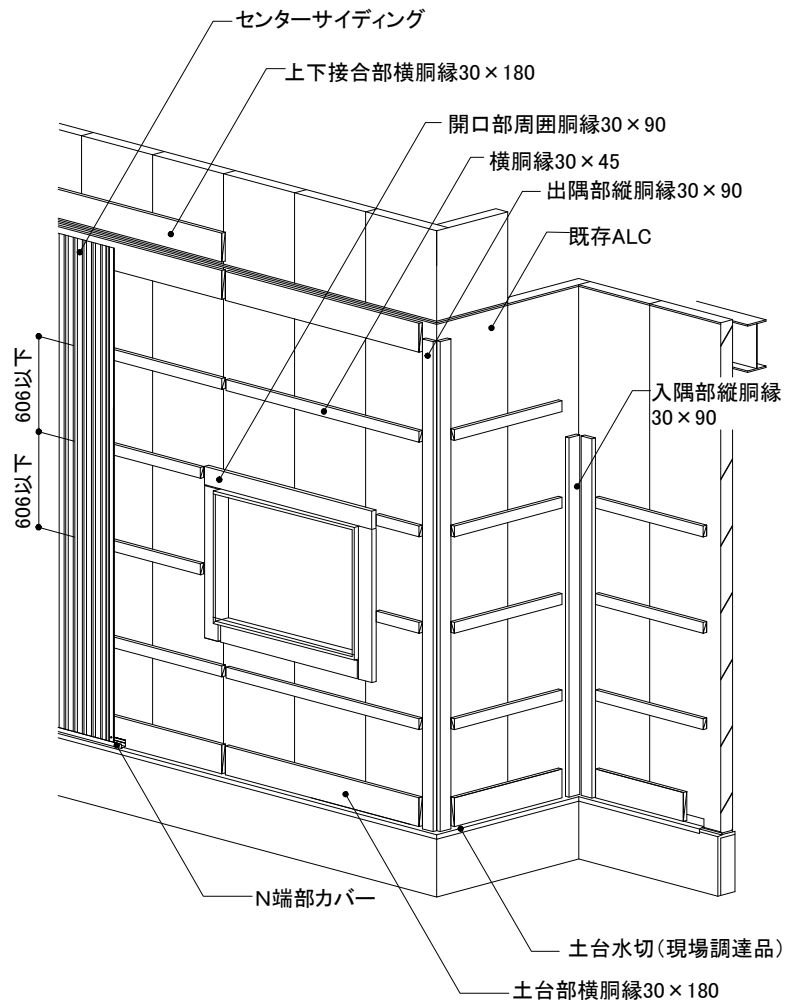 センターサイディング
上下接合部横胴縁30×180
開口部周囲胴縁30×90
横胴縁30×45
出隅部縦胴縁30×90
既存ALC
606以下
606以下
入隅部縦胴縁
30×90
N端部カバー
土台水切(現場調達品)
土台部横胴縁30×180